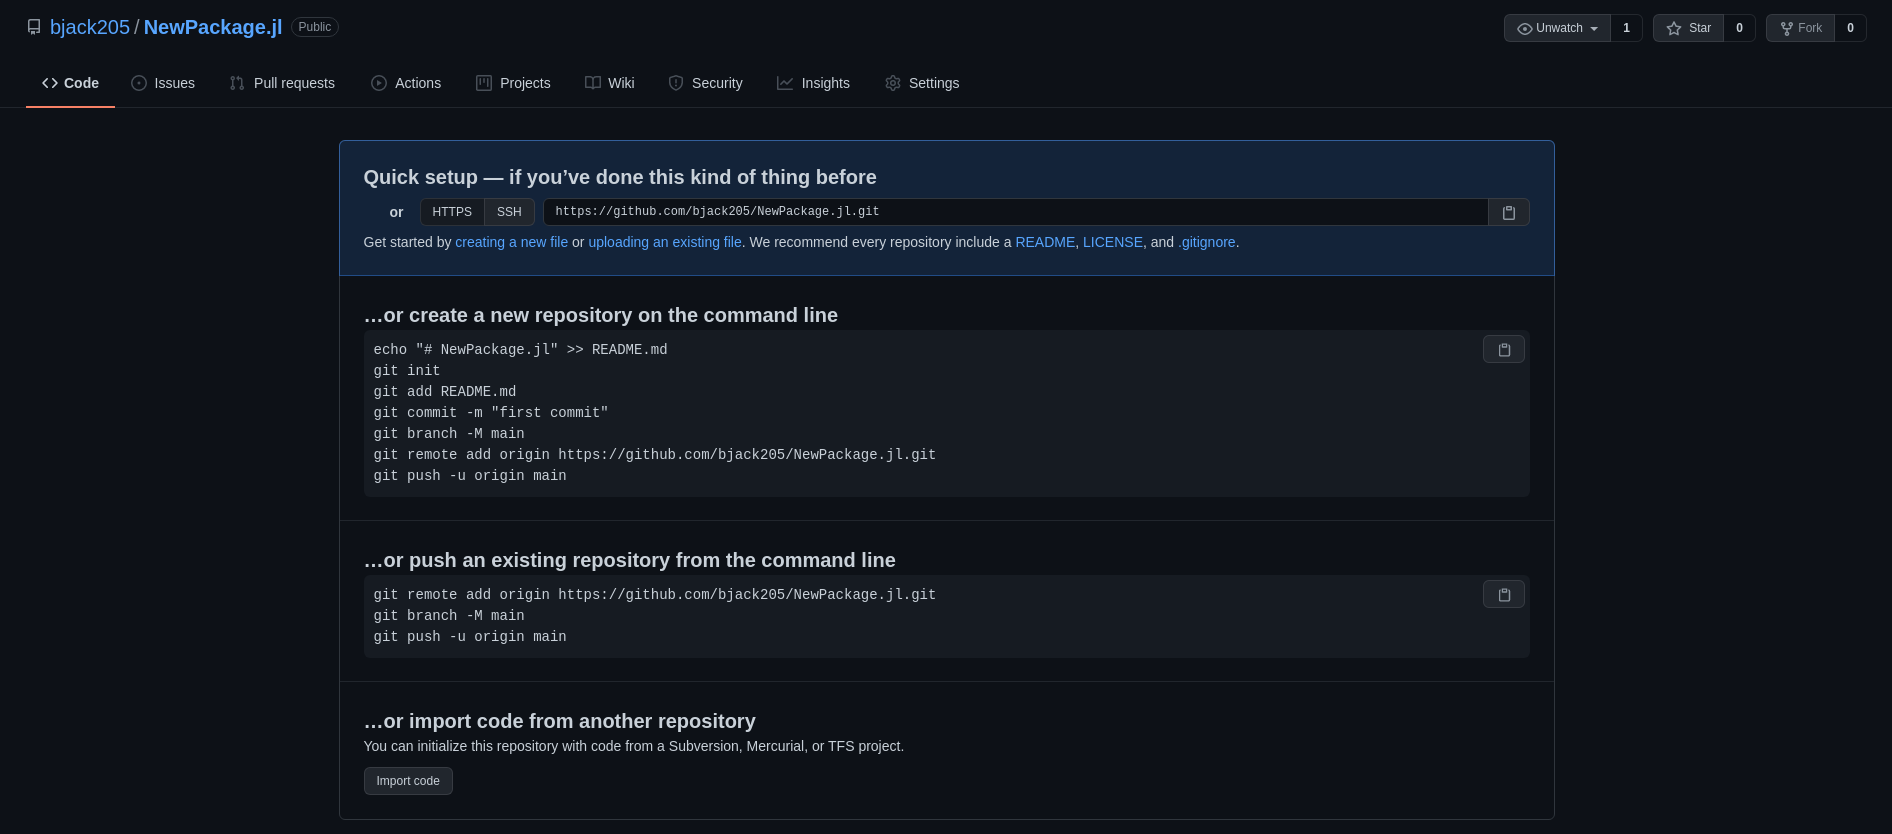 bjack205 / NewPackage.jl Public
Unwatch 1 Star 0 Fork 0
Code Issues Pull requests Actions Projects Wiki Security Insights Settings
Quick setup — if you’ve done this kind of thing before
or HTTPS SSH https://github.com/bjack205/NewPackage.jl.git
Get started by creating a new file or uploading an existing file. We recommend every repository include a README, LICENSE, and .gitignore.
…or create a new repository on the command line
echo "# NewPackage.jl" >> README.md
git init
git add README.md
git commit -m "first commit"
git branch -M main
git remote add origin https://github.com/bjack205/NewPackage.jl.git
git push -u origin main
…or push an existing repository from the command line
git remote add origin https://github.com/bjack205/NewPackage.jl.git
git branch -M main
git push -u origin main
…or import code from another repository
You can initialize this repository with code from a Subversion, Mercurial, or TFS project.
Import code